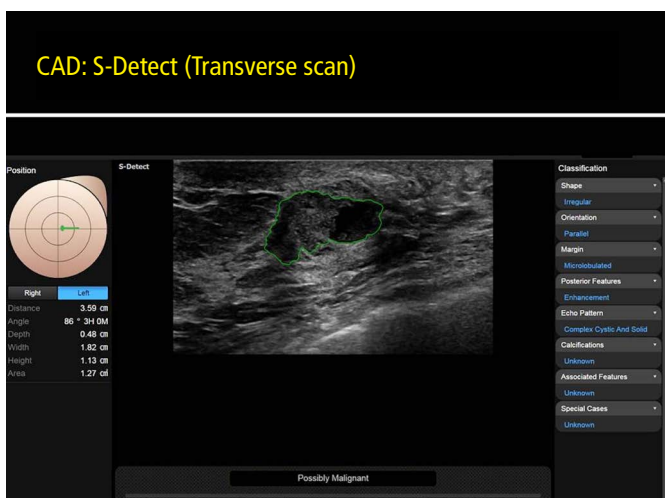 CAD: S-Detect (Transverse scan)
Position
S-Detect
Right Left
Distance 3.59 cm
Angle 86 ° 3H 0M
Depth 0.48 cm
Width 1.82 cm
Height 1.13 cm
Area 1.27 cm²
Classification
Shape
Irregular
Orientation
Parallel
Margin
Microlobulated
Posterior Features
Enhancement
Echo Pattern
Complex Cystic And Solid
Calcifications
Unknown
Associated Features
Unknown
Special Cases
Unknown
Possibly Malignant